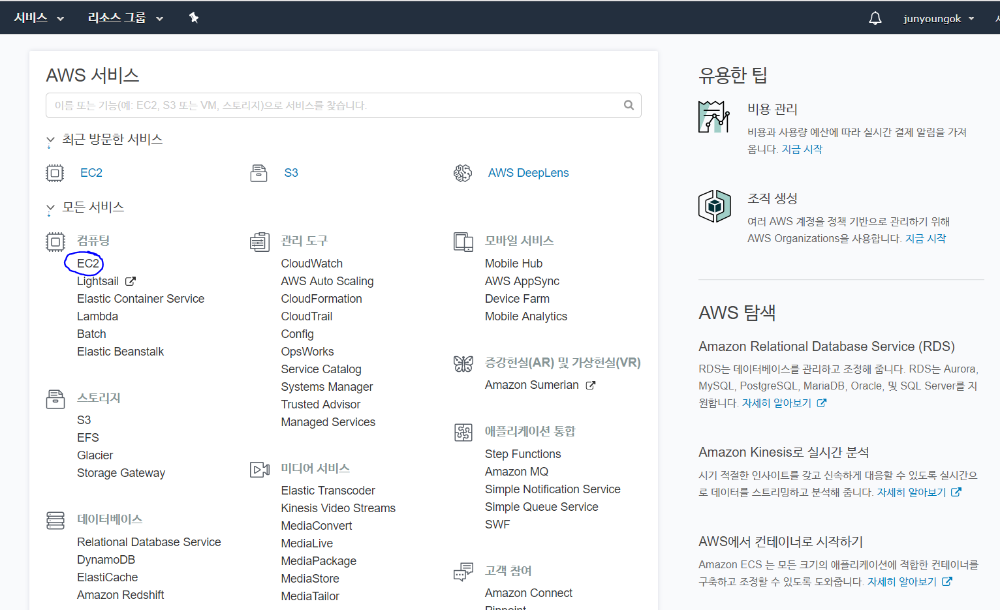 서비스
리소스 그룹
junyoungok
AWS 서비스
이름 또는 기능(예: EC2, S3 또는 VM, 스토리지)으로 서비스를 찾습니다.
최근 방문한 서비스
EC2
S3
AWS DeepLens
모든 서비스
컴퓨팅
EC2
Lightsail
Elastic Container Service
Lambda
Batch
Elastic Beanstalk
스토리지
S3
EFS
Glacier
Storage Gateway
데이터베이스
Relational Database Service
DynamoDB
ElastiCache
Amazon Redshift
관리 도구
CloudWatch
AWS Auto Scaling
CloudFormation
CloudTrail
Config
OpsWorks
Service Catalog
Systems Manager
Trusted Advisor
Managed Services
미디어 서비스
Elastic Transcoder
Kinesis Video Streams
MediaConvert
MediaLive
MediaPackage
MediaStore
MediaTailor
모바일 서비스
Mobile Hub
AWS AppSync
Device Farm
Mobile Analytics
증강현실(AR) 및 가상현실(VR)
Amazon Sumerian
애플리케이션 통합
Step Functions
Amazon MQ
Simple Notification Service
Simple Queue Service
SWF
고객 참여
Amazon Connect
Pinpoint
유용한 팁
비용 관리
비용과 사용량 예산에 따라 실시간 결제 알림을 가져
옵니다. 지금 시작
조직 생성
여러 AWS 계정을 정책 기반으로 관리하기 위해
AWS Organizations을 사용합니다. 지금 시작
AWS 탐색
Amazon Relational Database Service (RDS)
RDS는 데이터베이스를 관리하고 조정해 줍니다. RDS는 Aurora,
MySQL, PostgreSQL, MariaDB, Oracle, 및 SQL Server를 지
원합니다. 자세히 알아보기
Amazon Kinesis로 실시간 분석
시기 적절한 인사이트를 갖고 신속하게 대응할 수 있도록 실시간으
로 데이터를 스트리밍하고 분석해 줍니다. 자세히 알아보기
AWS에서 컨테이너로 시작하기
Amazon ECS 는 모든 크기의 애플리케이션에 적합한 컨테이너를
구축하고 조정할 수 있도록 도와줍니다. 자세히 알아보기